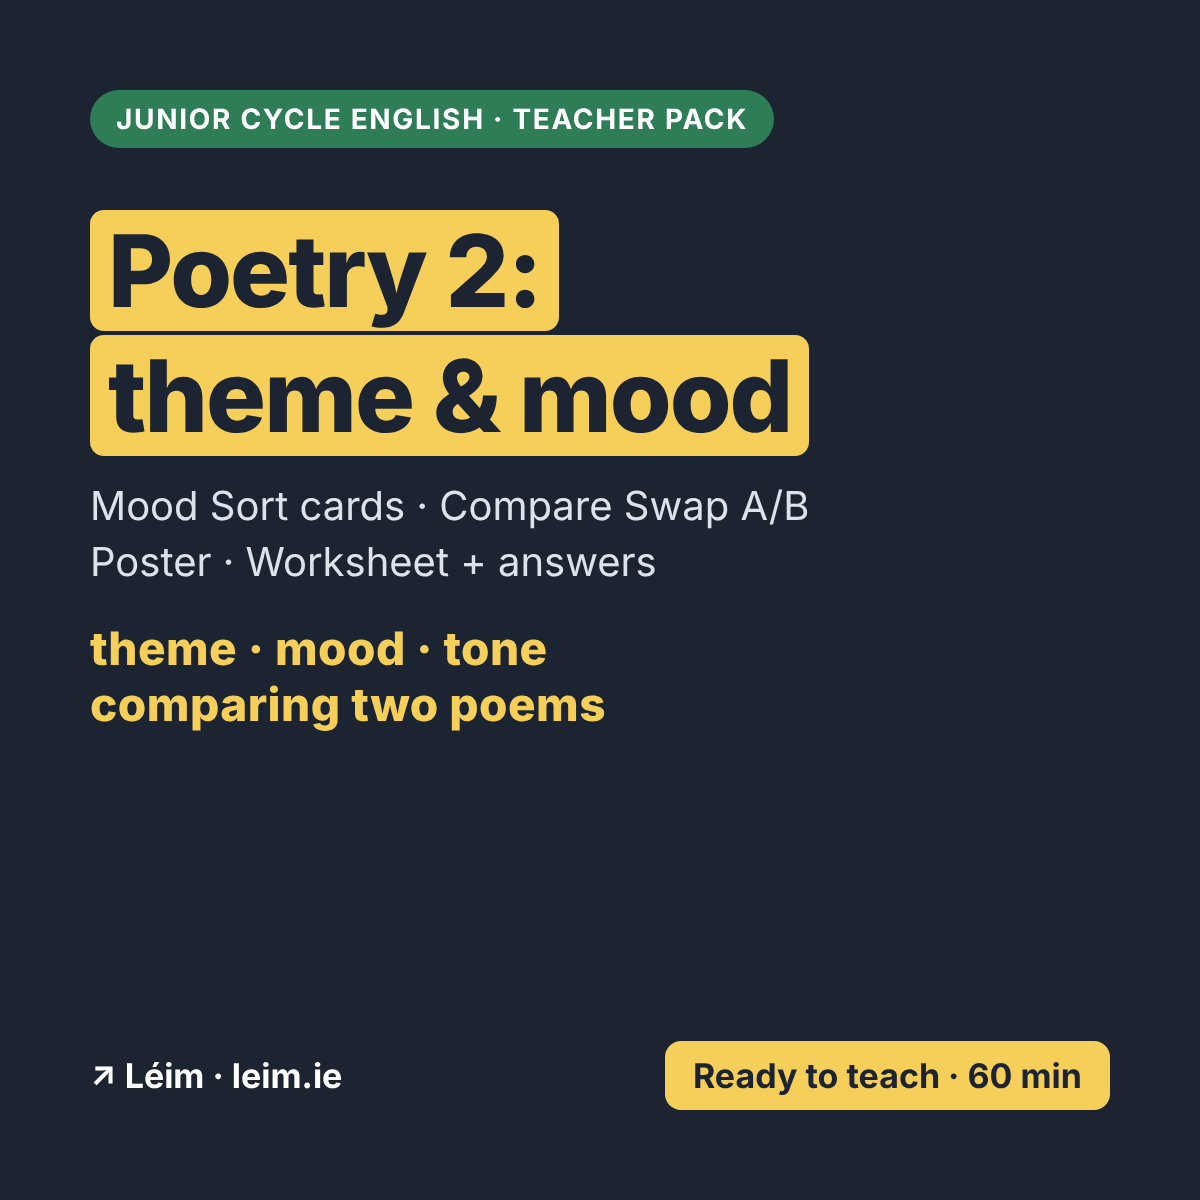 JUNIOR CYCLE ENGLISH · TEACHER PACK
Poetry 2:
theme & mood
Mood Sort cards · Compare Swap A/B
Poster · Worksheet + answers
theme · mood · tone
comparing two poems
↗ Léim · leim.ie
Ready to teach · 60 min